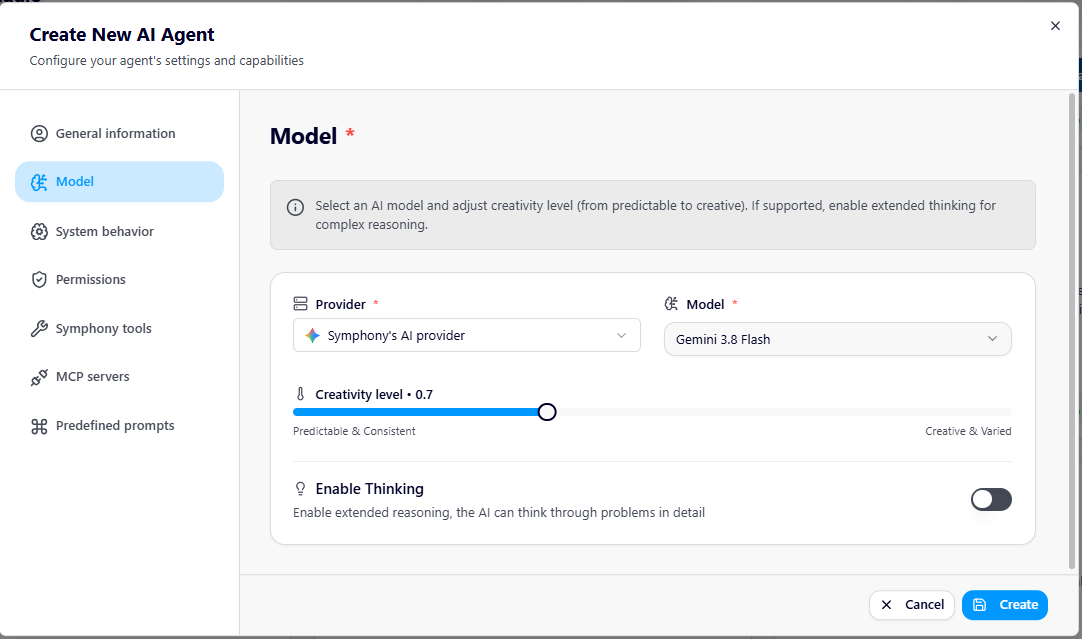 Create New AI Agent
Configure your agent's settings and capabilities
General information
Model
System behavior
Permissions
Symphony tools
MCP servers
Predefined prompts
Model *
Select an AI model and adjust creativity level (from predictable to creative). If supported, enable extended thinking for
complex reasoning.
Provider *
Symphony's AI provider
Model *
Gemini 3.8 Flash
Creativity level • 0.7
Predictable & Consistent
Creative & Varied
Enable Thinking
Enable extended reasoning, the AI can think through problems in detail
Cancel
Create